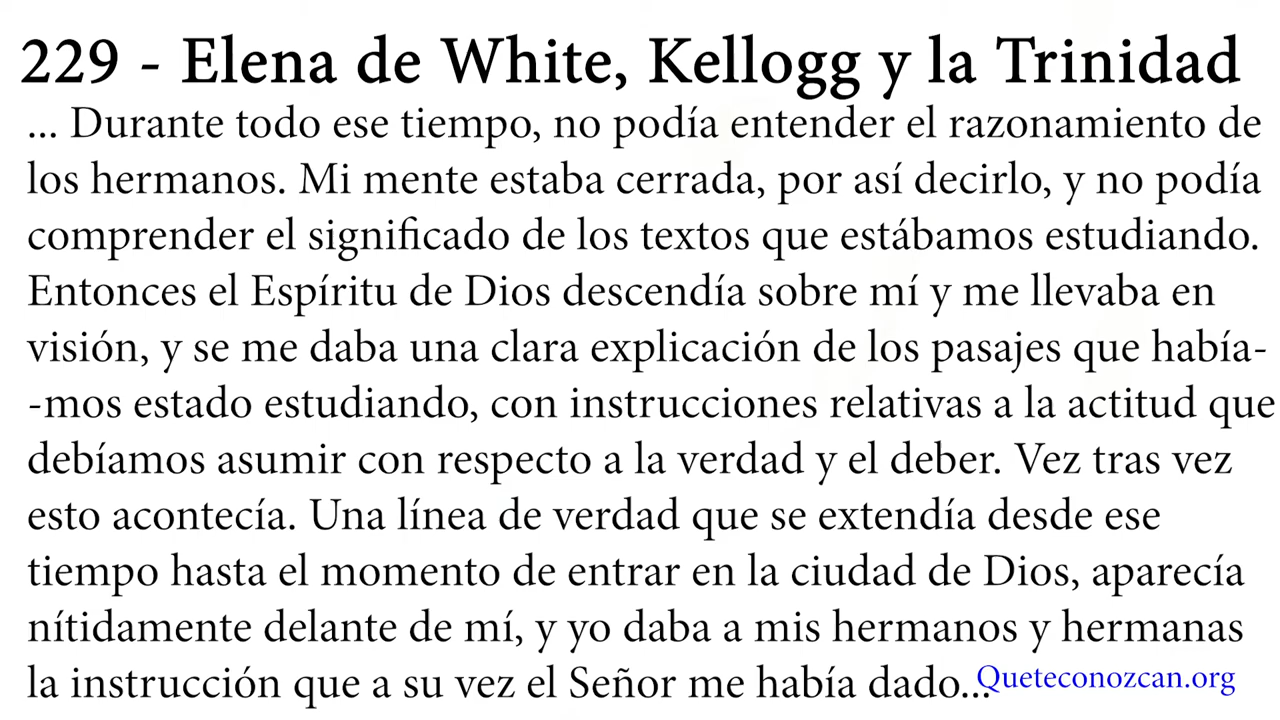 229 - Elena de White, Kellogg y la Trinidad
... Durante todo ese tiempo, no podía entender el razonamiento de
los hermanos. Mi mente estaba cerrada, por así decirlo, y no podía
comprender el significado de los textos que estábamos estudiando.
Entonces el Espíritu de Dios descendía sobre mí y me llevaba en
visión, y se me daba una clara explicación de los pasajes que había-
-mos estado estudiando, con instrucciones relativas a la actitud que
debíamos asumir con respecto a la verdad y el deber. Vez tras vez
esto acontecía. Una línea de verdad que se extendía desde ese
tiempo hasta el momento de entrar en la ciudad de Dios, aparecía
nítidamente delante de mí, y yo daba a mis hermanos y hermanas
la instrucción que a su vez el Señor me había dado...
Queteconozcan.org